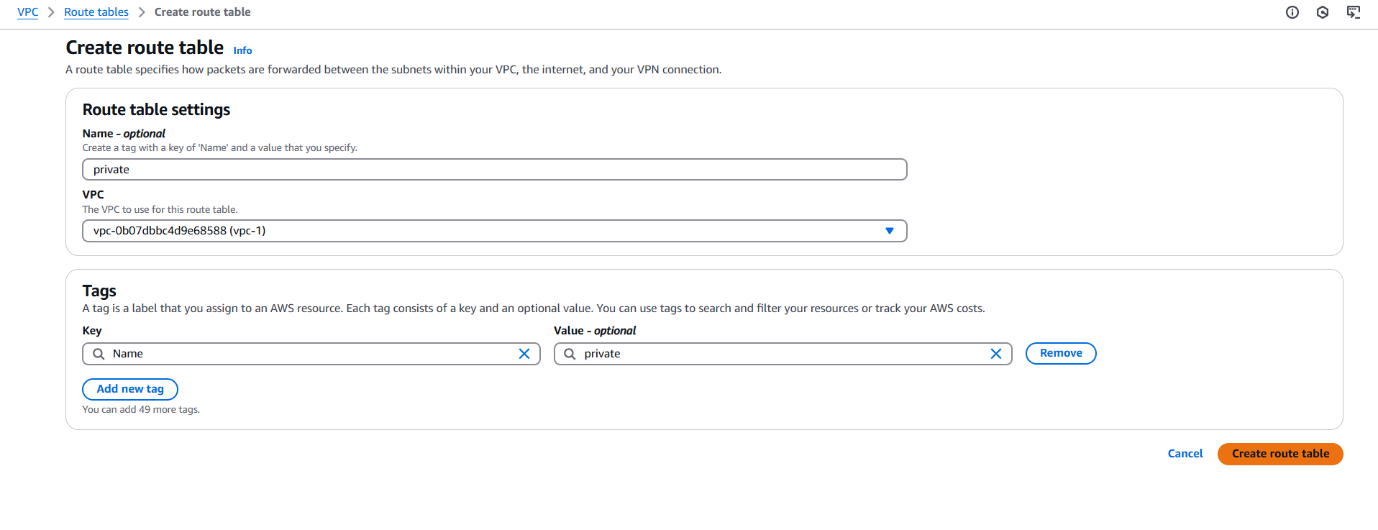 VPC > Route tables > Create route table
Create route table Info
A route table specifies how packets are forwarded between the subnets within your VPC, the internet, and your VPN connection.
Route table settings
Name - optional
Create a tag with a key of 'Name' and a value that you specify.
private
VPC
The VPC to use for this route table.
vpc-0b07dbbc4d9e68588 (vpc-1)
Tags
A tag is a label that you assign to an AWS resource. Each tag consists of a key and an optional value. You can use tags to search and filter your resources or track your AWS costs.
Key Value - optional
Name private Remove
Add new tag
You can add 49 more tags.
Cancel Create route table